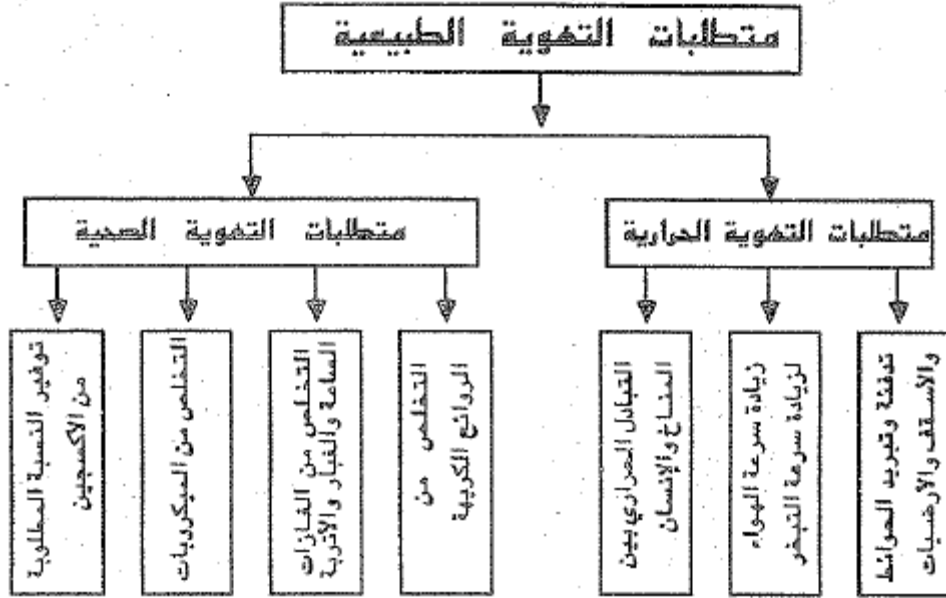 متطلبات التهوية الطبيعية
متطلبات التهوية الحرارية
متطلبات التهوية الصحية
تدفئة وتبريد الحوائط
والأسقف والأرضيات
زيادة سرعة الهواء
لزيادة سرعة التبخر
التبادل الحراري بين
المناخ والإنسان
التخلص من
الروائح الكريهة
التخلص من الغازات
السامة والغبار والأتربة
التخلص من الميكروبات
توفير النسبة المطلوبة
من الأكسجين